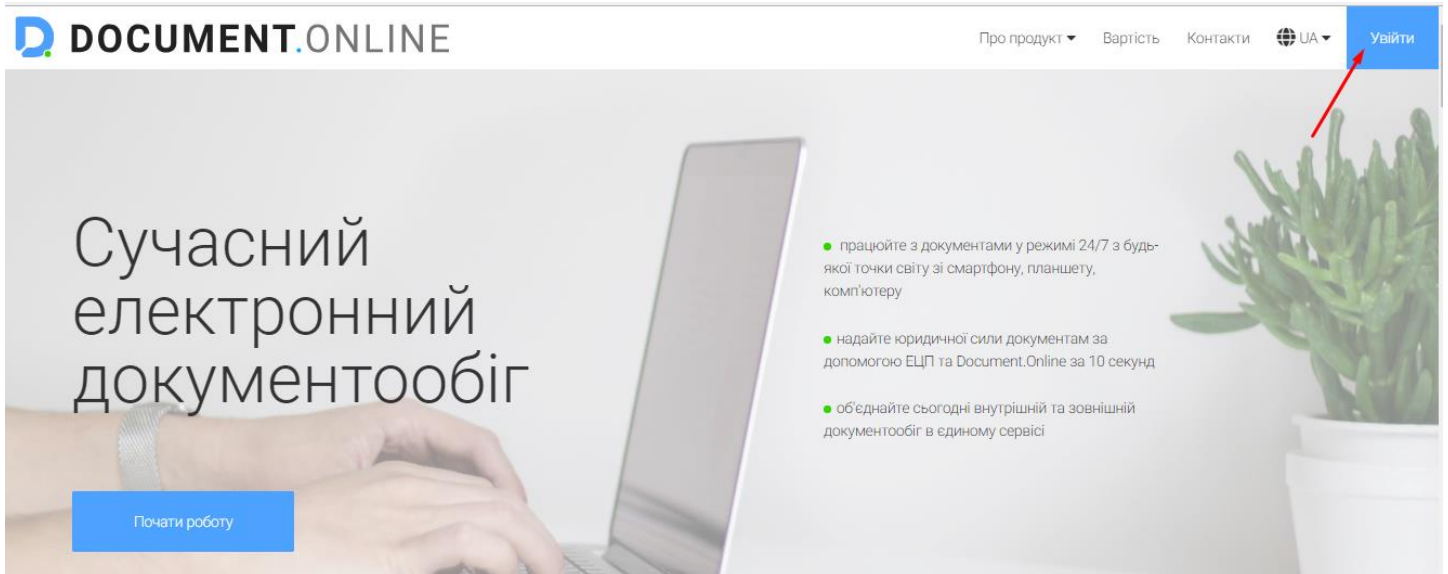 DOCUMENT.ONLINE
Про продукт
Вартість
Контакти
UA
Увійти
Сучасний
електронний
документообіг
працюйте з документами у режимі 24/7 з будь-
якої точки світу зі смартфону, планшету,
комп'ютеру
надайте юридичної сили документам за
допомогою ЕЦП та Document.Online за 10 секунд
об'єднайте сьогодні внутрішній та зовнішній
документообіг в єдиному сервісі
Почати роботу